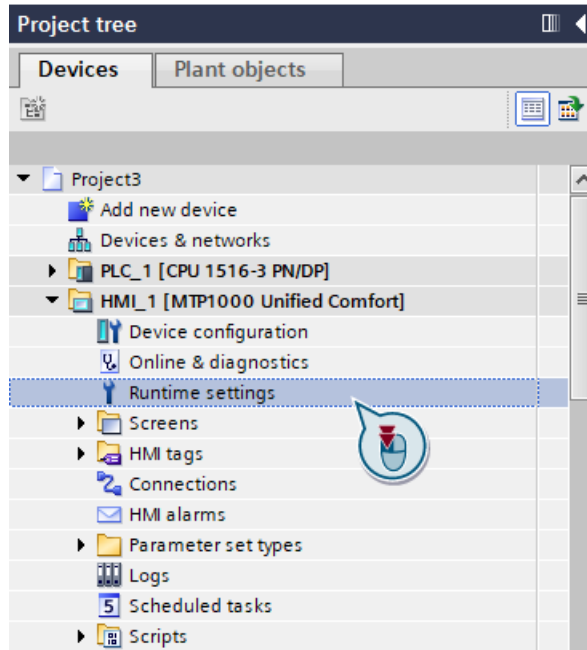 Project tree
Devices Plant objects
Project3
Add new device
Devices & networks
PLC_1 [CPU 1516-3 PN/DP]
HMI_1 [MTP1000 Unified Comfort]
Device configuration
Online & diagnostics
Runtime settings
Screens
HMI tags
Connections
HMI alarms
Parameter set types
Logs
5 Scheduled tasks
Scripts